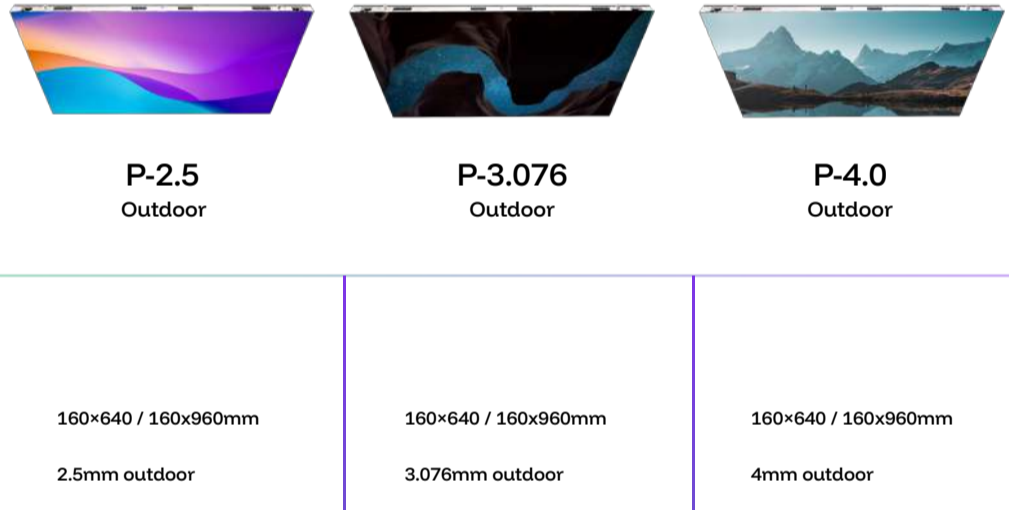 P-2.5
Outdoor
P-3.076
Outdoor
P-4.0
Outdoor
160×640 / 160x960mm
160×640 / 160x960mm
160×640 / 160x960mm
2.5mm outdoor
3.076mm outdoor
4mm outdoor